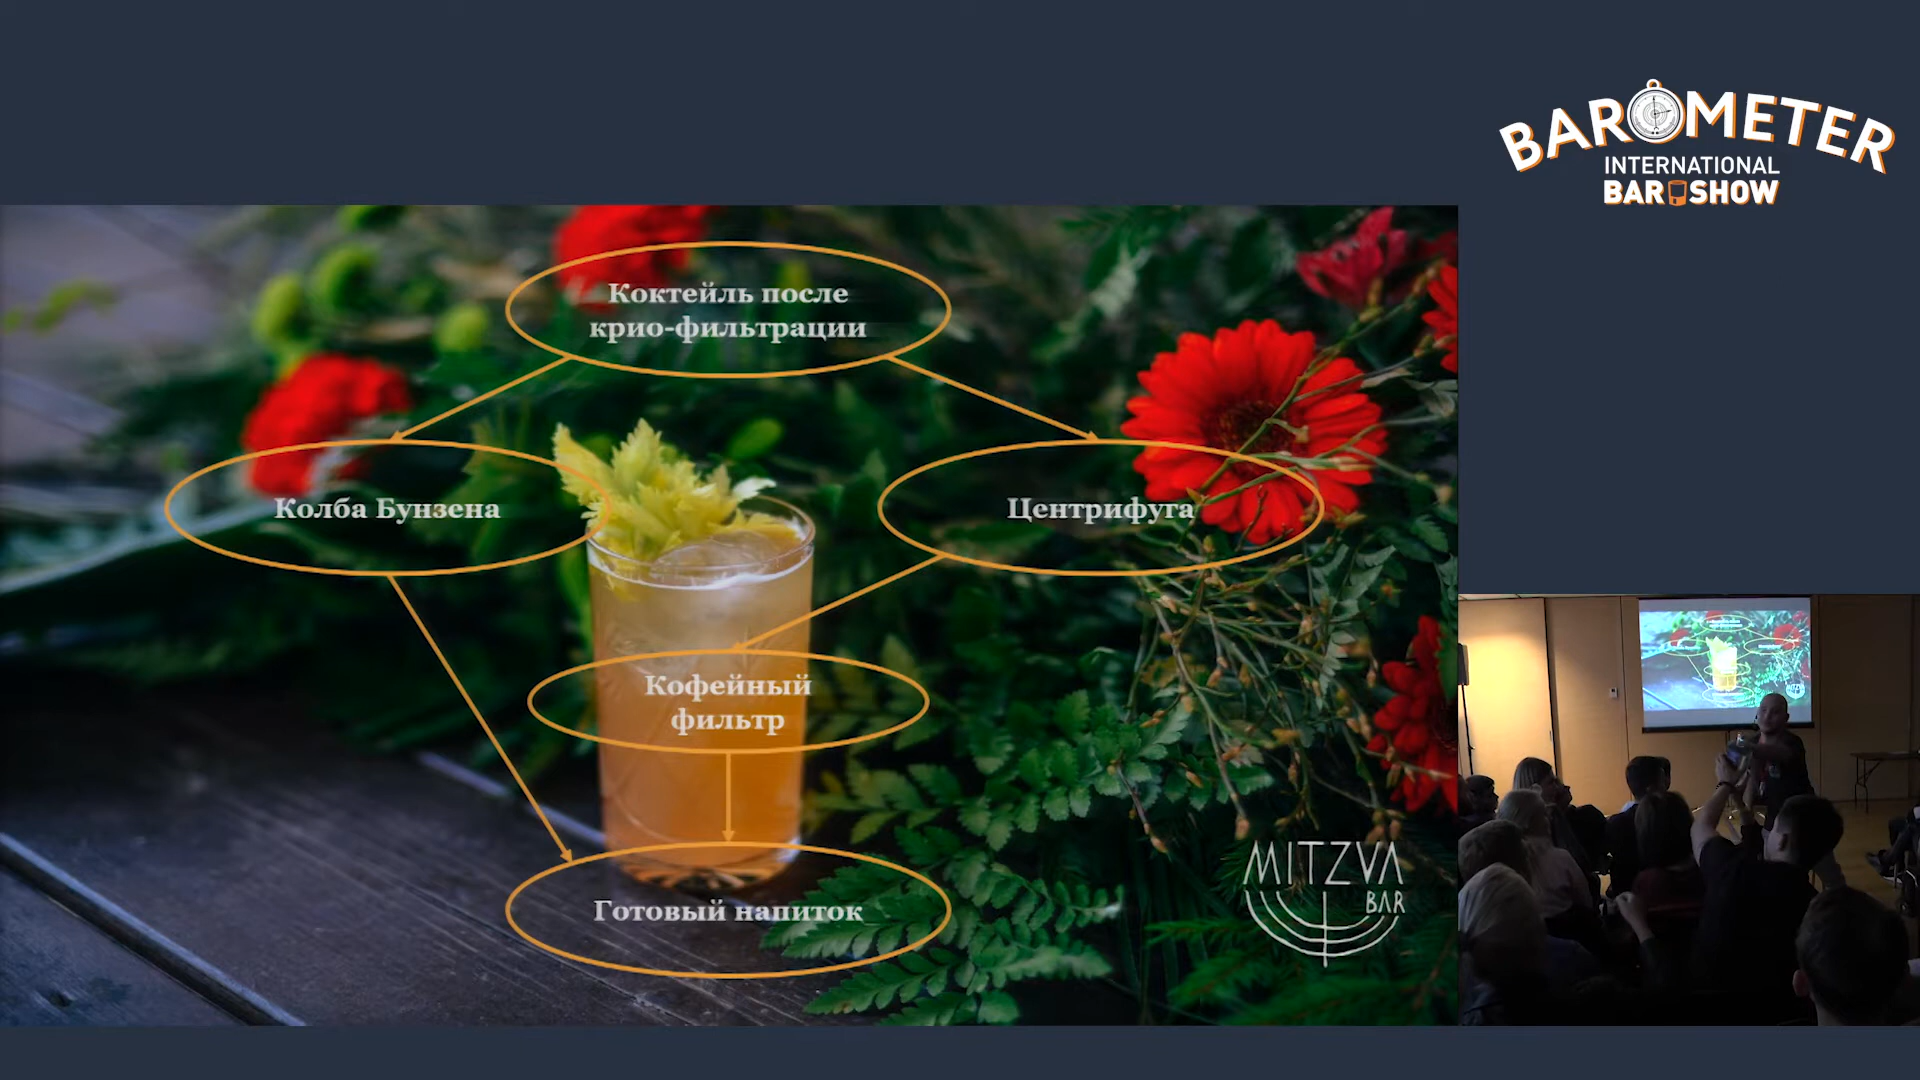 BAROMETER
INTERNATIONAL
BAR SHOW
Коктейль после
крио-фильтрации
Колба Бунзена
Центрифуга
Кофейный
фильтр
Готовый напиток
MITZVA
BAR